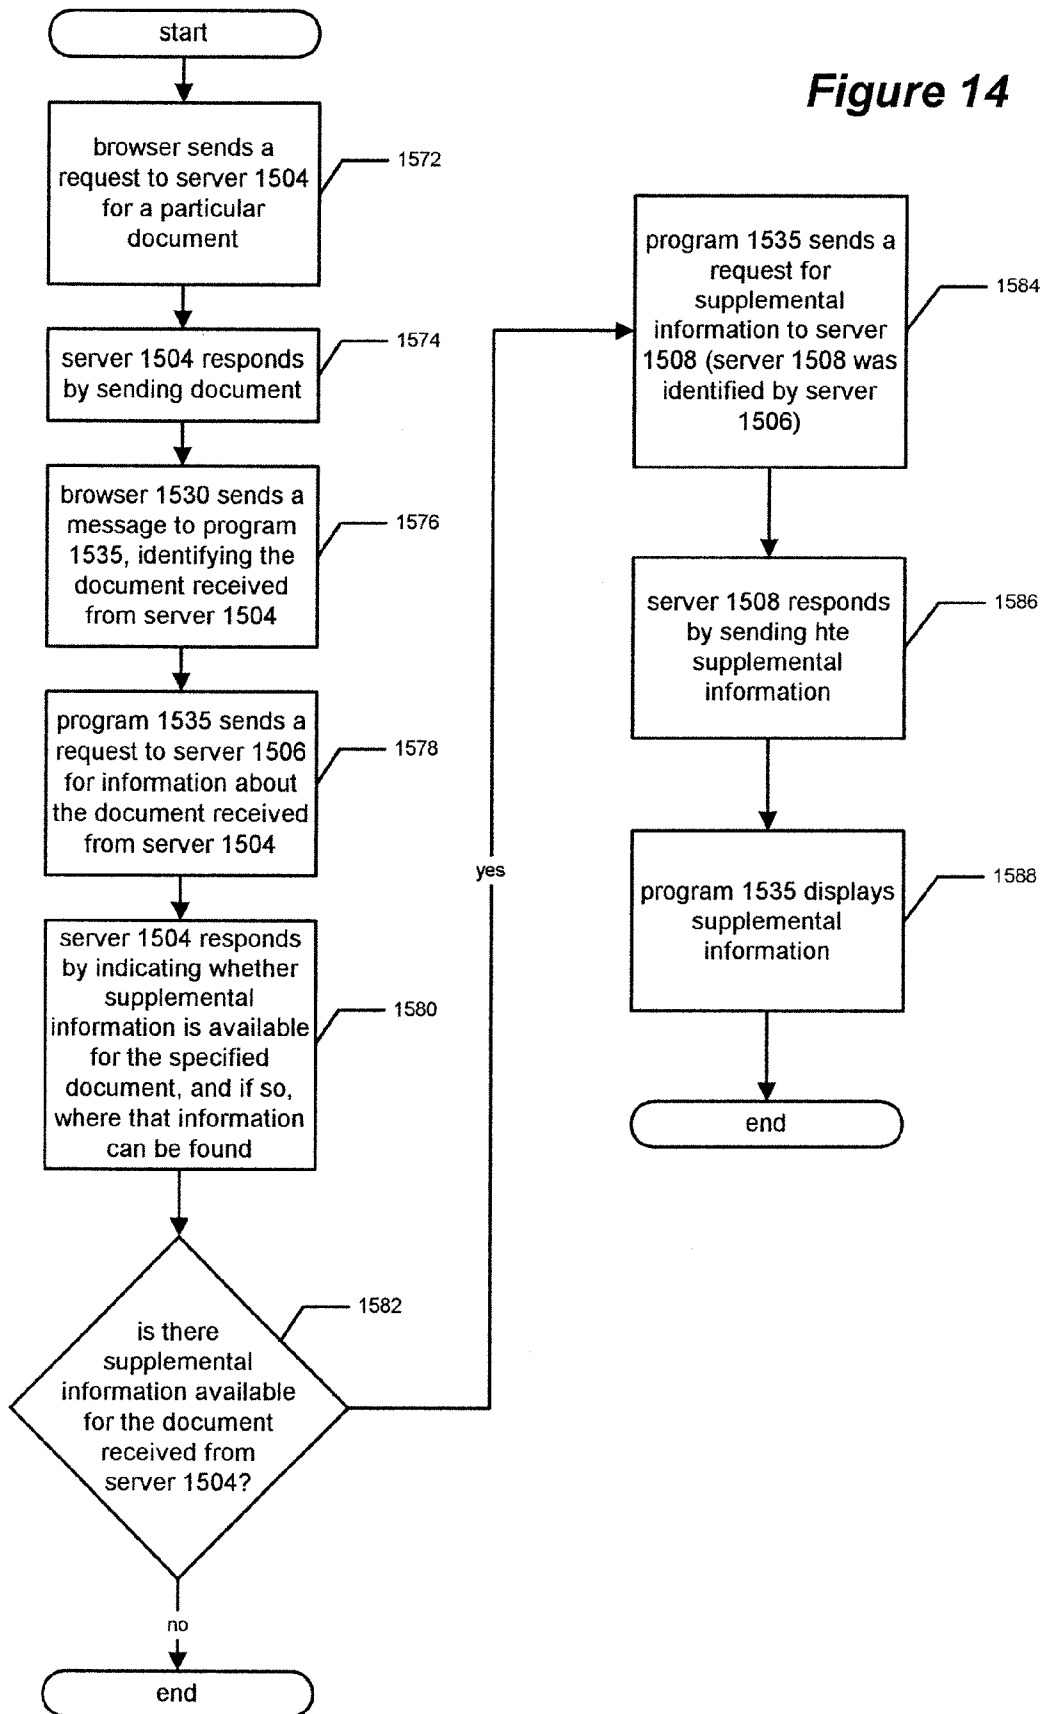 start
Figure 14
browser sends a
request to server 1504
for a particular
document
1572
server 1504 responds
by sending document
1574
browser 1530 sends a
message to program
1535, identifying the
document received
from server 1504
1576
program 1535 sends a
request to server 1506
for information about
the document received
from server 1504
1578
server 1504 responds
by indicating whether
supplemental
information is available
for the specified
document, and if so,
where that information
can be found
1580
is there
supplemental
information available
for the document
received from
server 1504?
1582
no
end
yes
program 1535 sends a
request for
supplemental
information to server
1508 (server 1508 was
identified by server
1506)
1584
server 1508 responds
by sending hte
supplemental
information
1586
program 1535 displays
supplemental
information
1588
end